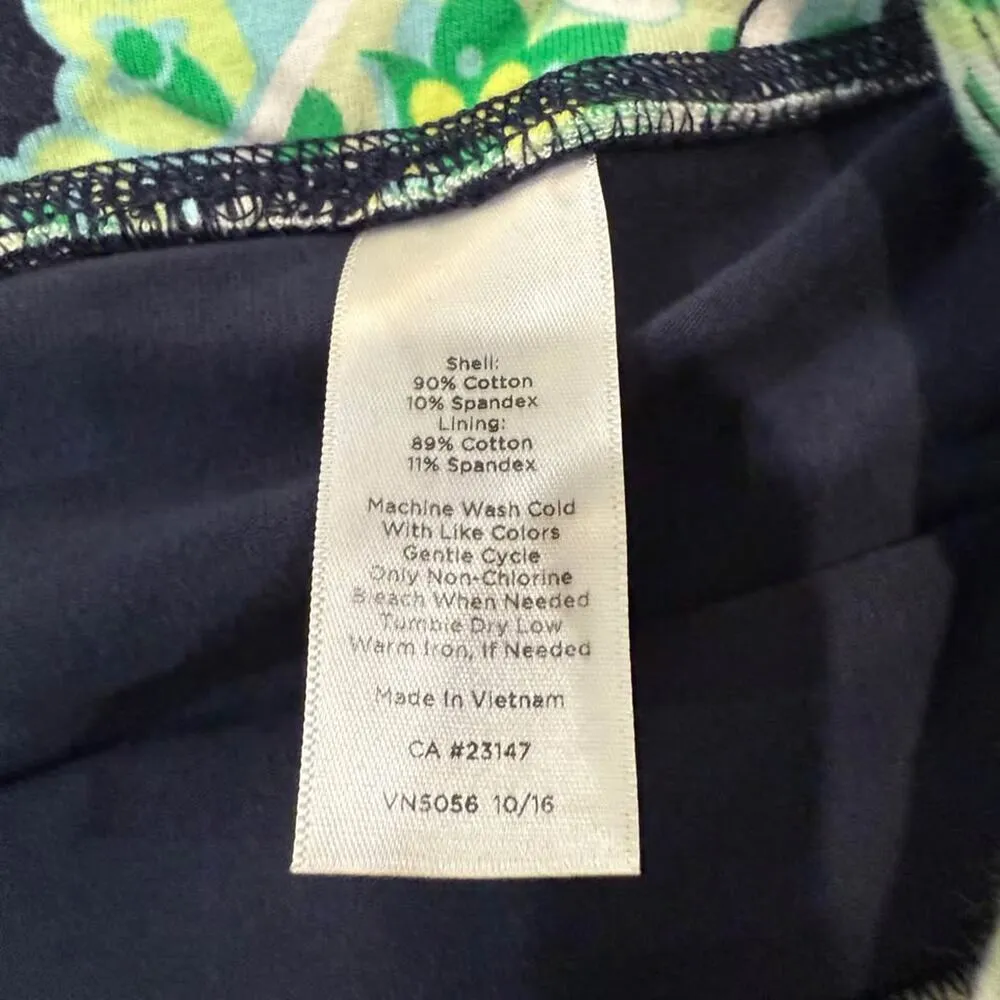 Shell:
90% Cotton
10% Spandex
Lining:
89% Cotton
11% Spandex
Machine Wash Cold
With Like Colors
Gentle Cycle
Only Non-Chlorine
Bleach When Needed
Tumble Dry Low
Warm Iron, If Needed
Made In Vietnam
CA #23147
VN5056 10/16